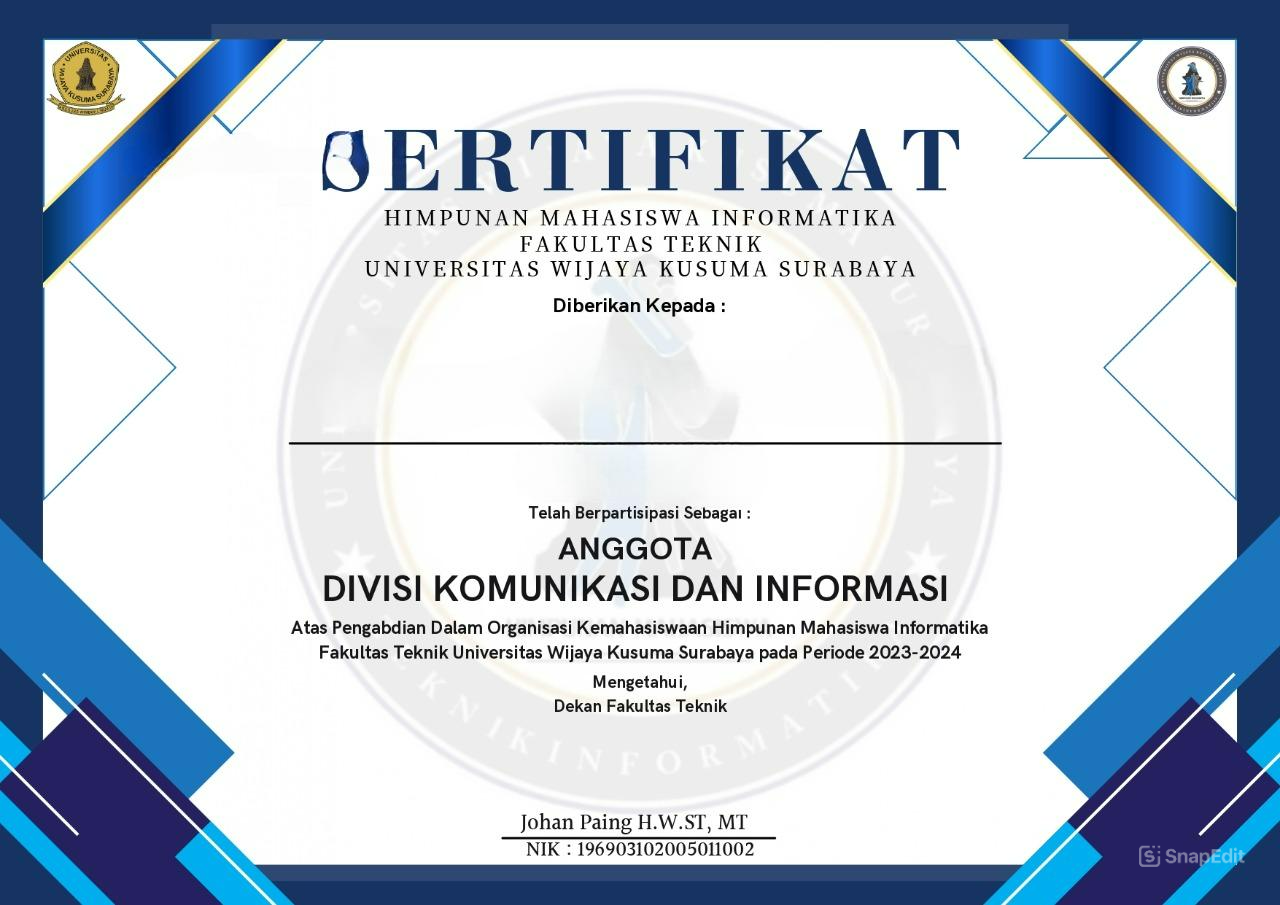 UNIVERSITAS
WIJAYA KUSUMA SURABAYA
SERTIFIKAT
HIMPUNAN MAHASISWA INFORMATIKA
FAKULTAS TEKNIK
UNIVERSITAS WIJAYA KUSUMA SURABAYA
Diberikan Kepada :
Telah Berpartisipasi Sebagai :
ANGGOTA
DIVISI KOMUNIKASI DAN INFORMASI
Atas Pengabdian Dalam Organisasi Kemahasiswaan Himpunan Mahasiswa Informatika
Fakultas Teknik Universitas Wijaya Kusuma Surabaya pada Periode 2023-2024
Mengetahui,
Dekan Fakultas Teknik
Johan Paing H.W.ST, MT
NIK : 196903102005011002
SnapEdit